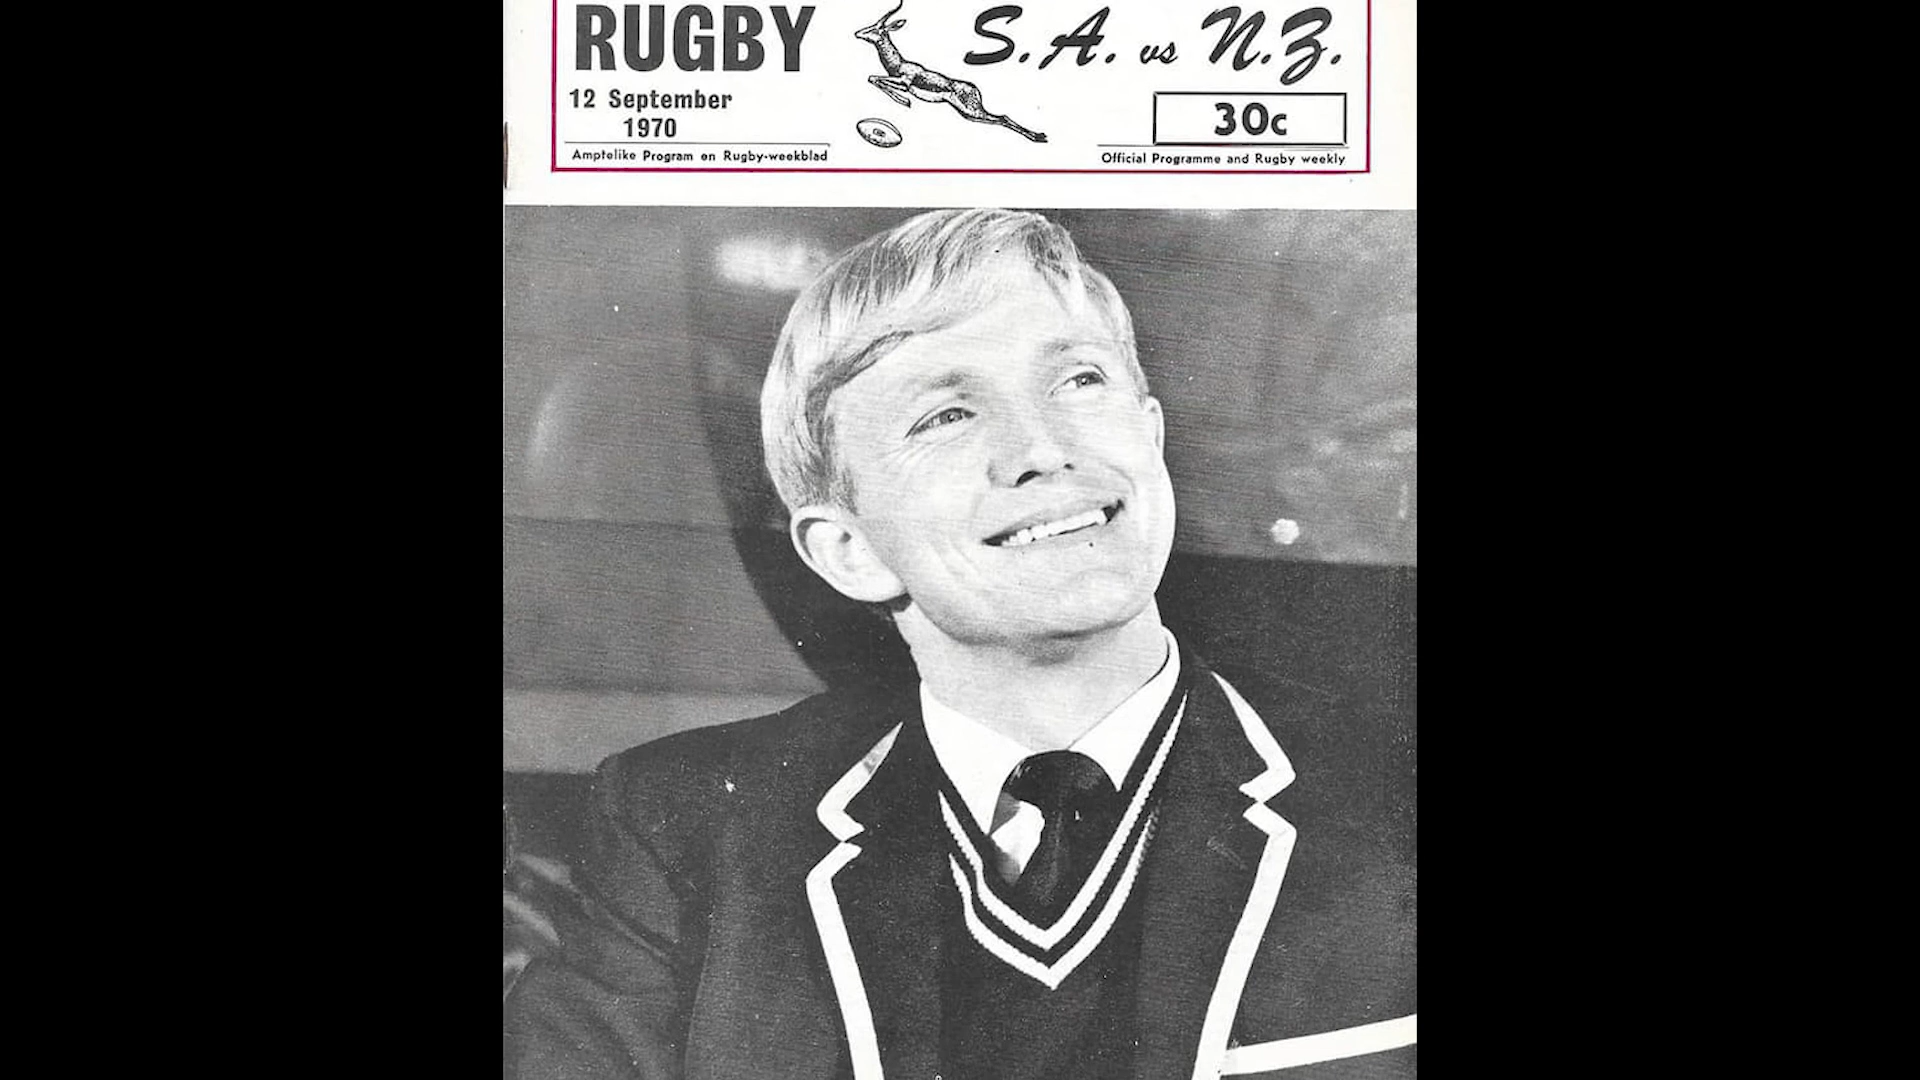 RUGBY
S.A. vs N.Z.
12 September
1970
30c
Amptelike Program en Rugby-weekblad
Official Programme and Rugby weekly